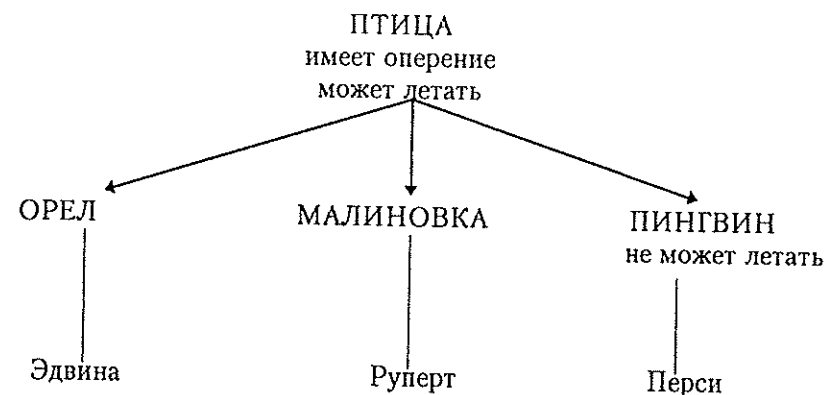 ПТИЦА
имеет оперение
может летать
ОРЕЛ
МАЛИНОВКА
ПИНГВИН
не может летать
Эдвина
Руперт
Перси